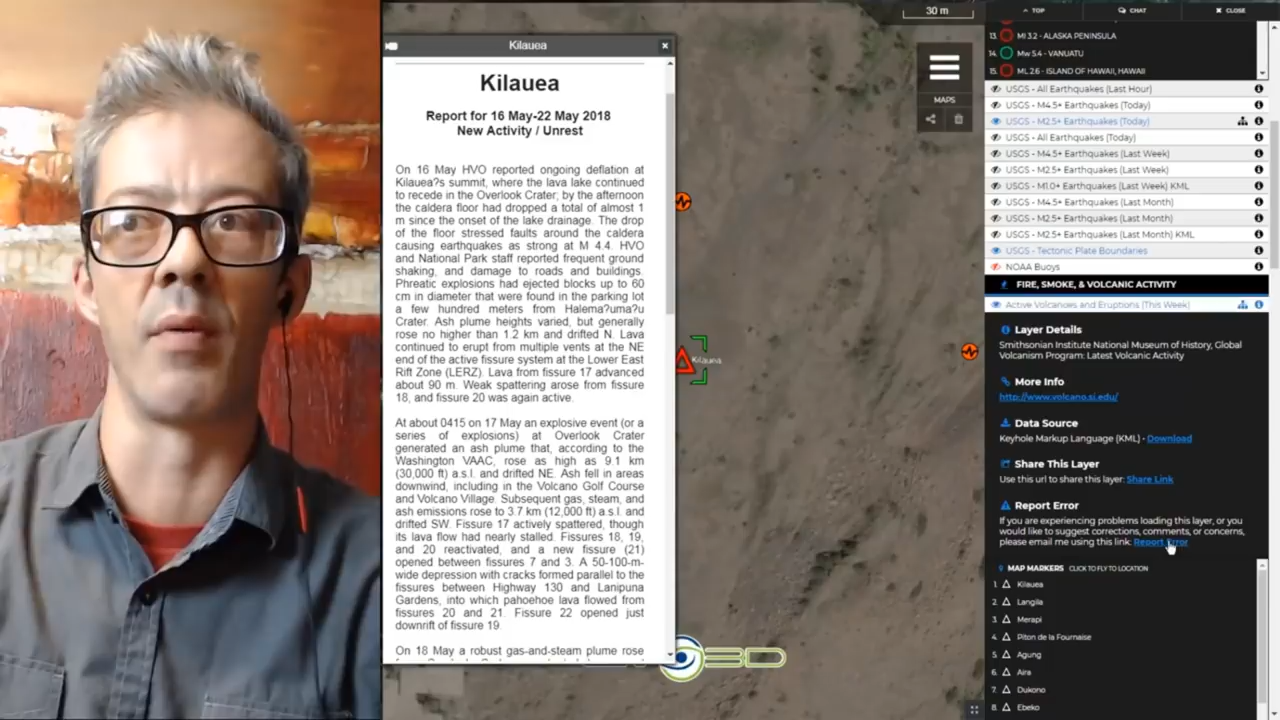 30 m
TOP
CHAT
CLOSE
Kilauea
Kilauea
Report for 16 May-22 May 2018
New Activity / Unrest
On 16 May HVO reported ongoing deflation at
Kilauea?s summit, where the lava lake continued
to recede in the Overlook Crater; by the afternoon
the caldera floor had dropped a total of almost 1
m since the onset of the lake drainage. The drop
of the floor stressed faults around the caldera
causing earthquakes as strong at M 4.4. HVO
and National Park staff reported frequent ground
shaking, and damage to roads and buildings.
Phreatic explosions had ejected blocks up to 60
cm in diameter that were found in the parking lot
a few hundred meters from Halema?uma?u
Crater. Ash plume heights varied, but generally
rose no higher than 1.2 km and drifted N. Lava
continued to erupt from multiple vents at the NE
end of the active fissure system at the Lower East
Rift Zone (LERZ). Lava from fissure 17 advanced
about 90 m. Weak spattering arose from fissure
18, and fissure 20 was again active.
At about 0415 on 17 May an explosive event (or a
series of explosions) at Overlook Crater
generated an ash plume that, according to the
Washington VAAC, rose as high as 9.1 km
(30,000 ft) a.s.l. and drifted NE. Ash fell in areas
downwind, including in the Volcano Golf Course
and Volcano Village. Subsequent gas, steam, and
ash emissions rose to 3.7 km (12,000 ft) a.s.l. and
drifted SW. Fissure 17 actively spattered, though
its lava flow had nearly stalled. Fissures 18, 19,
and 20 reactivated, and a new fissure (21)
opened between fissures 7 and 3. A 50-100-m-
wide depression with cracks formed parallel to the
fissures between Highway 130 and Lanipuna
Gardens, into which pahoehoe lava flowed from
fissures 20 and 21. Fissure 22 opened just
downrift of fissure 19.
On 18 May a robust gas-and-steam plume rose
Kilauea
MAPS
13. Ml 3.2 - ALASKA PENINSULA
14. Mw 5.4 - VANUATU
15. ML 2.6 - ISLAND OF HAWAII, HAWAII
USGS - All Earthquakes (Last Hour)
USGS - M4.5+ Earthquakes (Today)
USGS - M2.5+ Earthquakes (Today)
USGS - All Earthquakes (Today)
USGS - M4.5+ Earthquakes (Last Week)
USGS - M2.5+ Earthquakes (Last Week)
USGS - M1.0+ Earthquakes (Last Week) KML
USGS - M4.5+ Earthquakes (Last Month)
USGS - M2.5+ Earthquakes (Last Month)
USGS - M2.5+ Earthquakes (Last Month) KML
USGS - Tectonic Plate Boundaries
NOAA Buoys
FIRE, SMOKE, & VOLCANIC ACTIVITY
Active Volcanoes and Eruptions (This Week)
Layer Details
Smithsonian Institute National Museum of History, Global
Volcanism Program: Latest Volcanic Activity
More Info
http://www.volcano.si.edu/
Data Source
Keyhole Markup Language (KML) - Download
Share This Layer
Use this url to share this layer: Share Link
Report Error
If you are experiencing problems loading this layer, or you
would like to suggest corrections, comments, or concerns,
please email me using this link: Report Error
MAP MARKERS CLICK TO FLY TO LOCATION
1. Kilauea
2. Langila
3. Merapi
4. Piton de la Fournaise
5. Agung
6. Aira
7. Dukono
8. Ebeko
3D